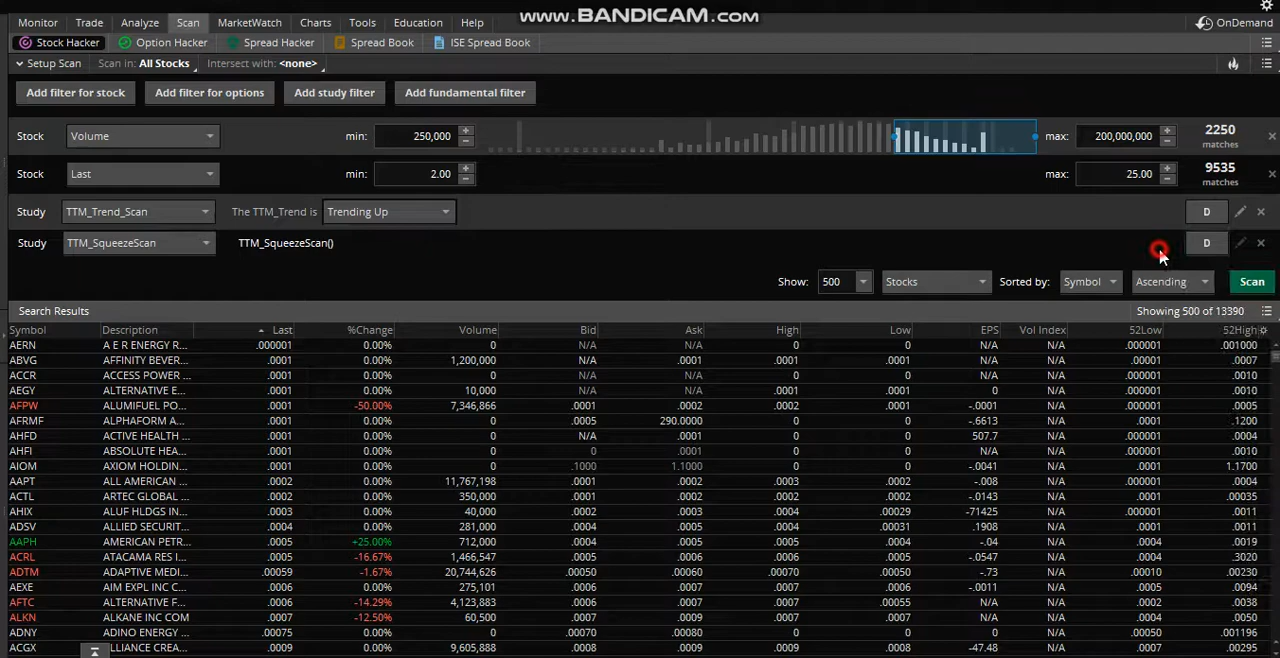 www.BANDICAM.com
Monitor Trade Analyze Scan MarketWatch Charts Tools Education Help OnDemand
Stock Hacker Option Hacker Spread Hacker Spread Book ISE Spread Book
Setup Scan Scan in: All Stocks Intersect with: <none>
Add filter for stock Add filter for options Add study filter Add fundamental filter
Stock Volume min: 250,000 max: 200,000,000 2250 matches
Stock Last min: 2.00 max: 25.00 9535 matches
Study TTM_Trend_Scan The TTM_Trend is Trending Up D
Study TTM_SqueezeScan TTM_SqueezeScan() D
Show: 500 Stocks Sorted by: Symbol Ascending Scan
Search Results Showing 500 of 13390
Symbol Description Last %Change Volume Bid Ask High Low EPS Vol Index 52Low 52High
AERN A E R ENERGY R... .000001 0.00% 0 N/A N/A 0 0 N/A N/A .000001 .001000
ABVG AFFINITY BEVER... .0001 0.00% 1,200,000 N/A .0001 .0001 .0001 0 N/A .000001 .0007
ACCR ACCESS POWER ... .0001 0.00% 0 N/A N/A 0 0 N/A N/A .000001 .0010
AEGY ALTERNATIVE E... .0001 0.00% 10,000 N/A N/A .0001 .0001 0 N/A .000001 .0010
AFPW ALUMIFUEL PO... .0001 -50.00% 7,346,866 .0001 .0002 .0002 .0001 -.0001 N/A .000001 .0005
AFRMF ALPHAFORM A... .0001 0.00% 0 .0005 290.0000 0 0 -.6613 N/A .0001 .1200
AHFD ACTIVE HEALTH ... .0001 0.00% 0 N/A .0001 0 0 507.7 N/A .000001 .0004
AHFI ABSOLUTE HEA... .0001 0.00% 0 0 .0001 0 0 N/A N/A .000001 .0010
AIOM AXIOM HOLDIN... .0001 0.00% 0 .1000 1.1000 0 0 -.0041 N/A .0001 1.1700
AAPT ALL AMERICAN ... .0002 0.00% 11,767,198 .0001 .0002 .0003 .0002 -.008 N/A .000001 .0004
ACTL ARTEC GLOBAL ... .0002 0.00% 350,000 .0001 .0002 .0002 .0002 -.0143 N/A .0001 .00035
AHIX ALUF HLDGS IN... .0003 0.00% 40,000 .0002 .0003 .0003 .00029 -71425 N/A .0001 .0011
ADSV ALLIED SECURIT... .0004 0.00% 281,000 .0004 .0005 .0004 .00031 .1908 N/A .0001 .0011
AAPH AMERICAN PETR... .0005 +25.00% 712,000 .0004 .0005 .0005 .0005 -.04 N/A .0004 .0019
ACRL ATACAMA RES I... .0005 -16.67% 1,466,547 .0005 .0006 .0006 .0005 -.0547 N/A .0005 .3020
ADTM ADAPTIVE MEDI... .00059 -1.67% 20,744,626 .00050 .00060 .00070 .00050 -.73 N/A .00010 .00230
AEXE AIM EXPL INC C... .0006 0.00% 275,101 .0006 .0007 .0006 .0006 -.0011 N/A .0005 .0094
AFTC ALTERNATIVE F... .0006 -14.29% 4,123,883 .0006 .0007 .0007 .00055 N/A N/A .0002 .0038
ALKN ALKANE INC COM .0007 -12.50% 60,500 .0007 .0009 .0007 .0007 0 N/A .0006 .0026
ADNY ADINO ENERGY ... .00075 0.00% 0 .00070 .00080 0 0 0 N/A .00050 .001196
ACGX LLIANCE CREA... .0009 0.00% 9,605,888 .0008 .0009 .0009 .0008 -47.48 N/A .0007 .00295